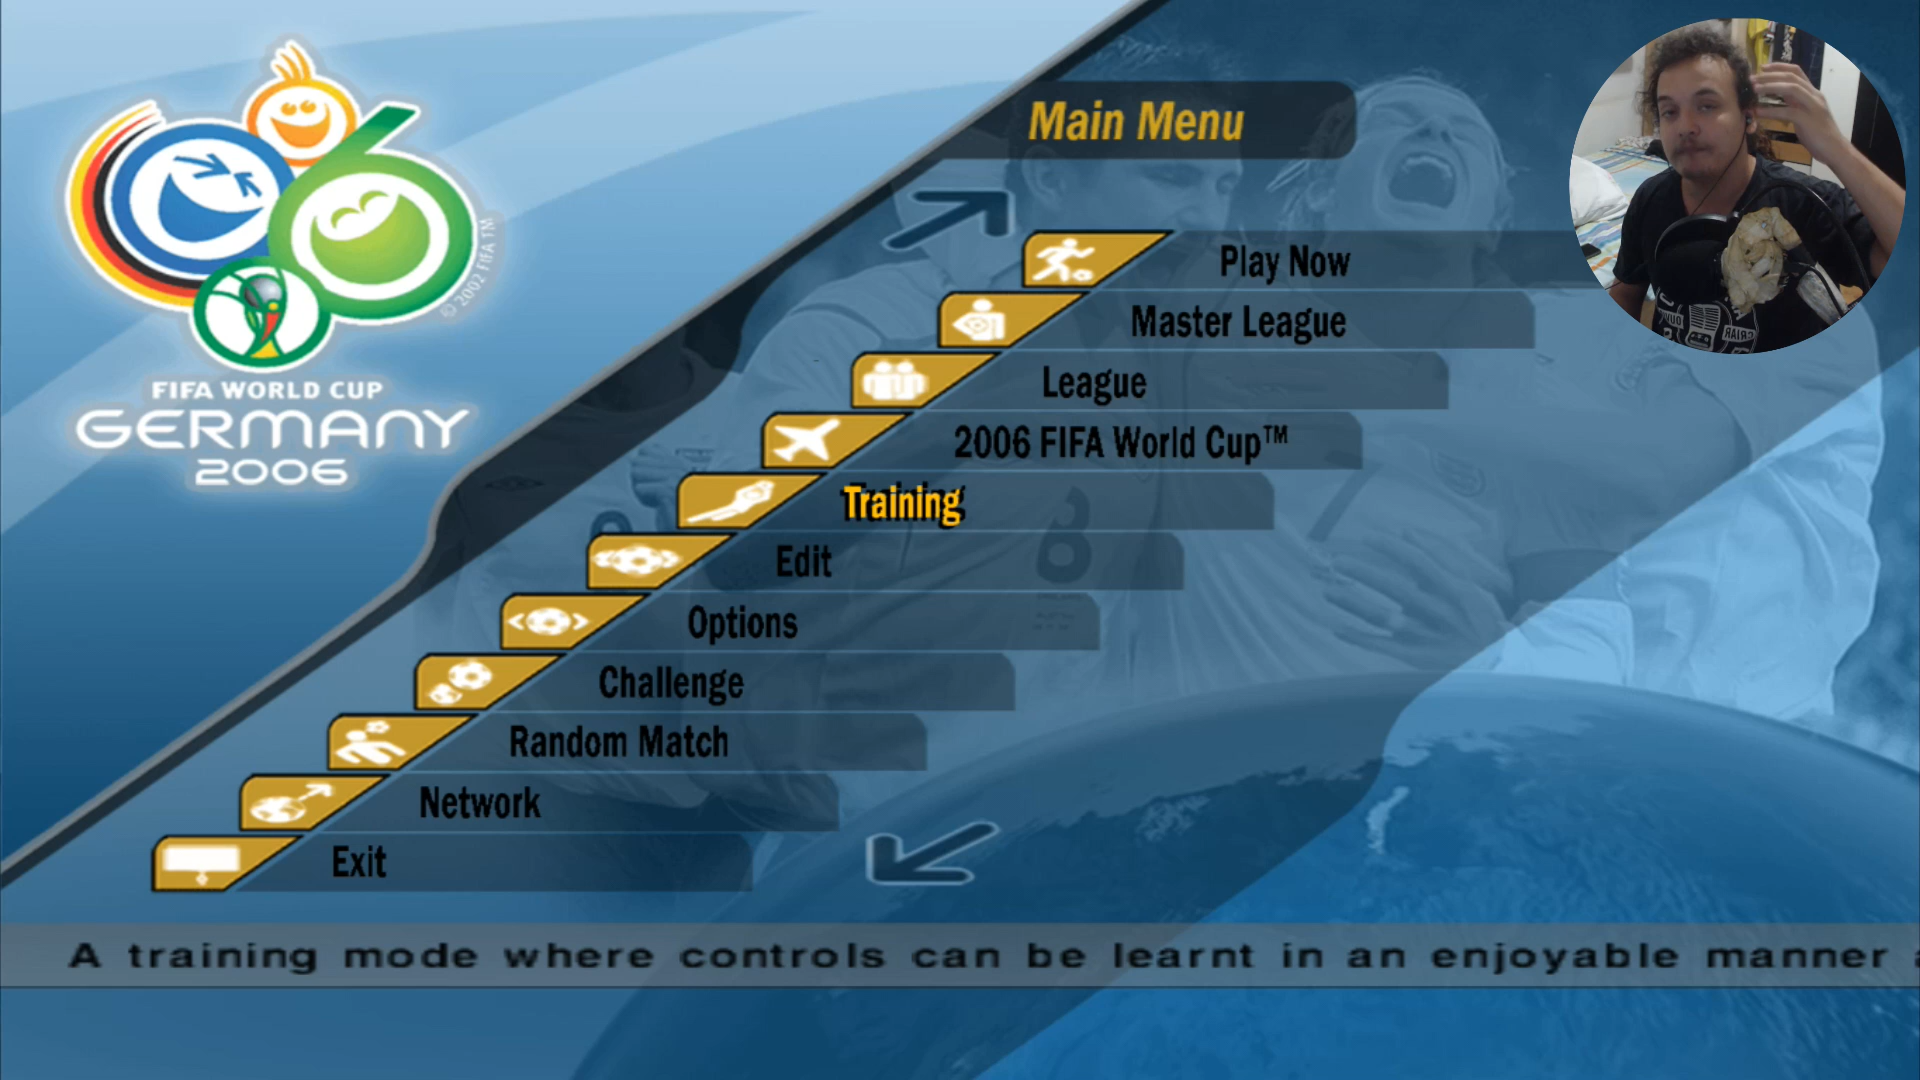 FIFA WORLD CUP
GERMANY
2006
© 2002 FIFA TM
Main Menu
Play Now
Master League
League
2006 FIFA World Cup™
Training
Edit
Options
Challenge
Random Match
Network
Exit
A training mode where controls can be learnt in an enjoyable manner